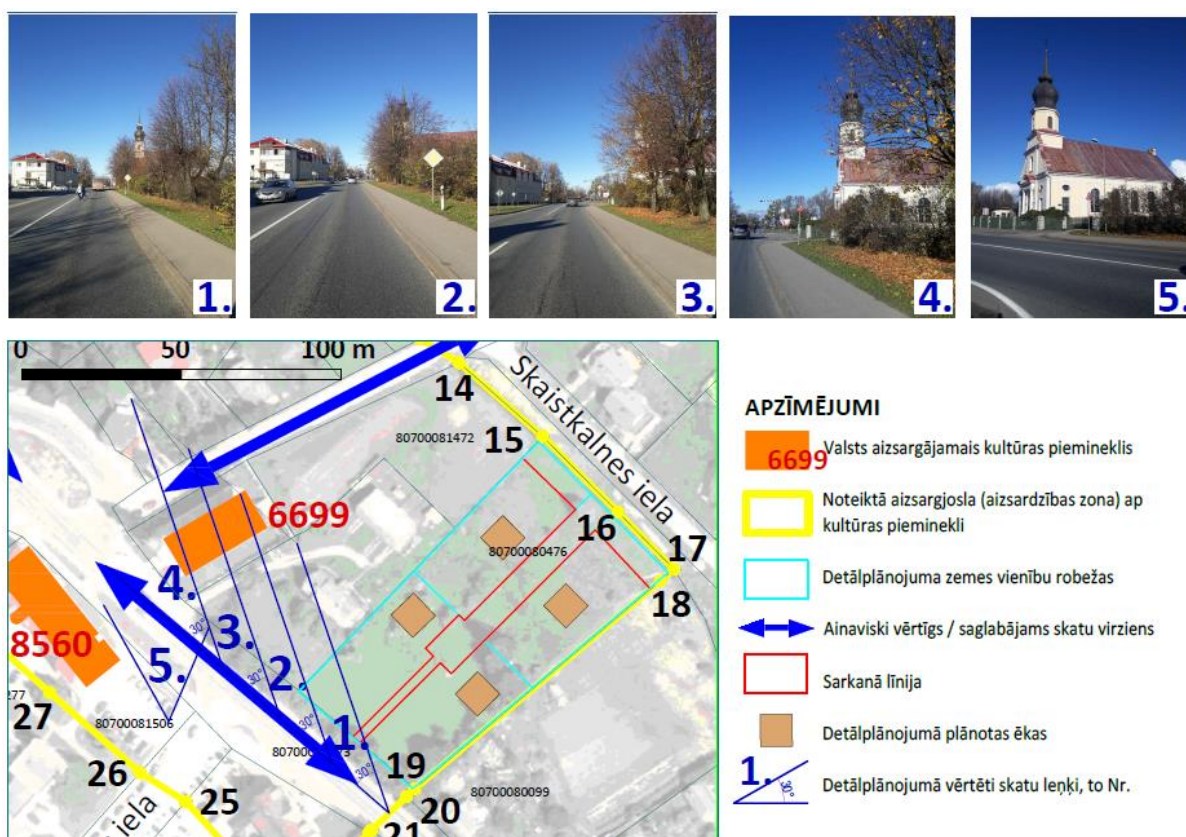 1.
2.
3.
4.
5.
0 50 100 m
14
Skaistkalnes iela
80700081472
15
6699
16
80700080476
17
18
4.
3.
8560
5.
2.
30°
30°
30°
30°
1.
27
80700081506
19
26
20
80700080099
25
iela
21
APZĪMĒJUMI
6699
Valsts aizsargājamais kultūras piemineklis
Noteiktā aizsargjosla (aizsardzības zona) ap
kultūras pieminekli
Detālplānojuma zemes vienību robežas
Ainaviski vērtīgs / saglabājams skatu virziens
Sarkanā līnija
Detālplānojumā plānotas ēkas
1.
30°
Detālplānojumā vērtēti skatu leņķi, to Nr.